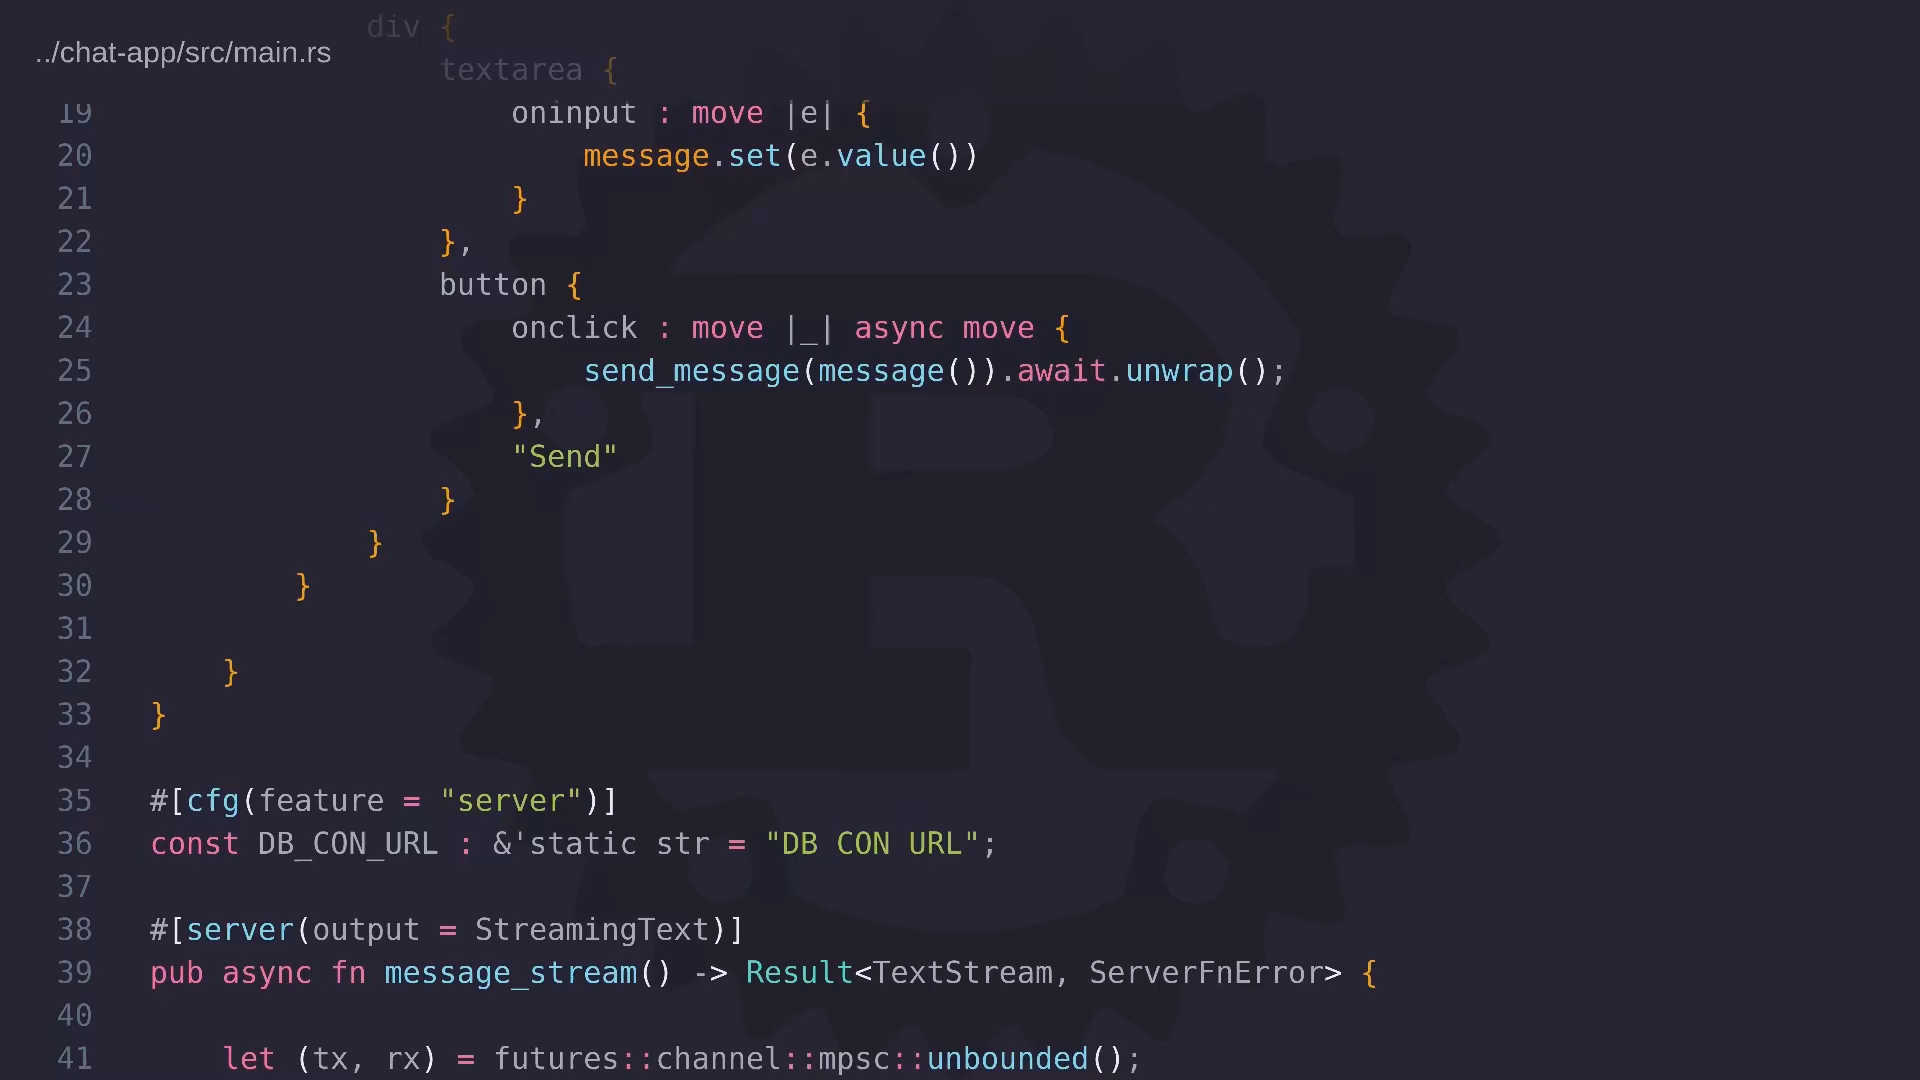 div {
../chat-app/src/main.rs
textarea {
19 oninput : move |e| {
20 message.set(e.value())
21 }
22 },
23 button {
24 onclick : move |_| async move {
25 send_message(message()).await.unwrap();
26 },
27 "Send"
28 }
29 }
30 }
31
32 }
33 }
34
35 #[cfg(feature = "server")]
36 const DB_CON_URL : &'static str = "DB CON URL";
37
38 #[server(output = StreamingText)]
39 pub async fn message_stream() -> Result<TextStream, ServerFnError> {
40
41 let (tx, rx) = futures::channel::mpsc::unbounded();